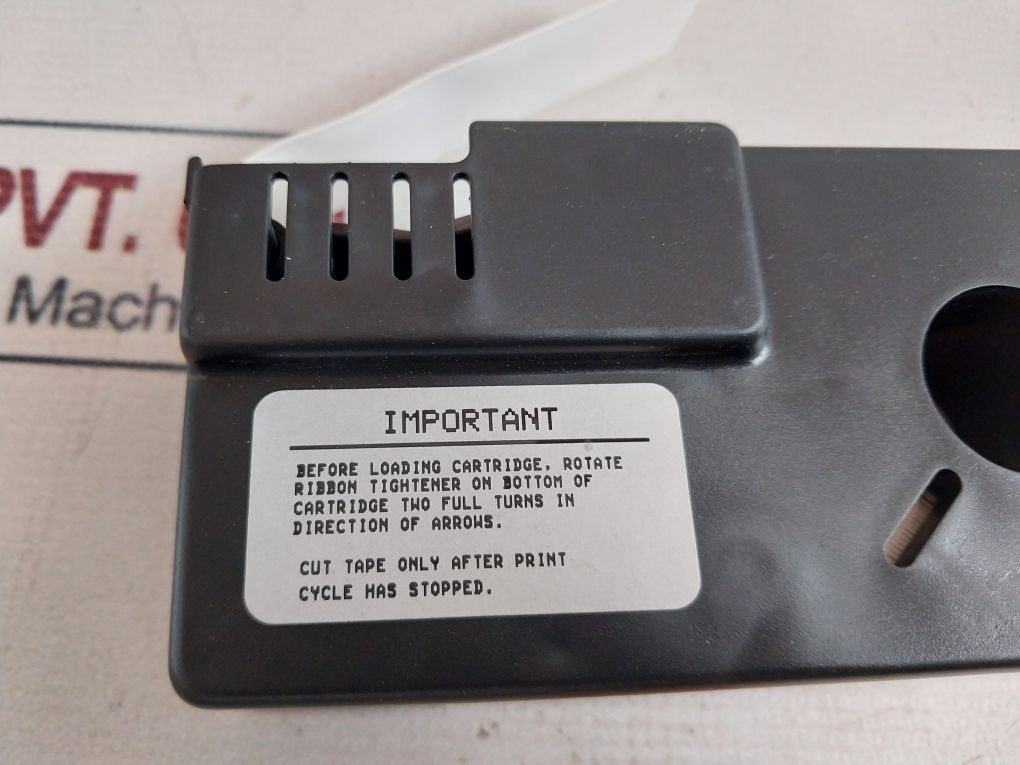 PVT.
Mach
IMPORTANT
BEFORE LOADING CARTRIDGE, ROTATE
RIBBON TIGHTENER ON BOTTOM OF
CARTRIDGE TWO FULL TURNS IN
DIRECTION OF ARROWS.
CUT TAPE ONLY AFTER PRINT
CYCLE HAS STOPPED.